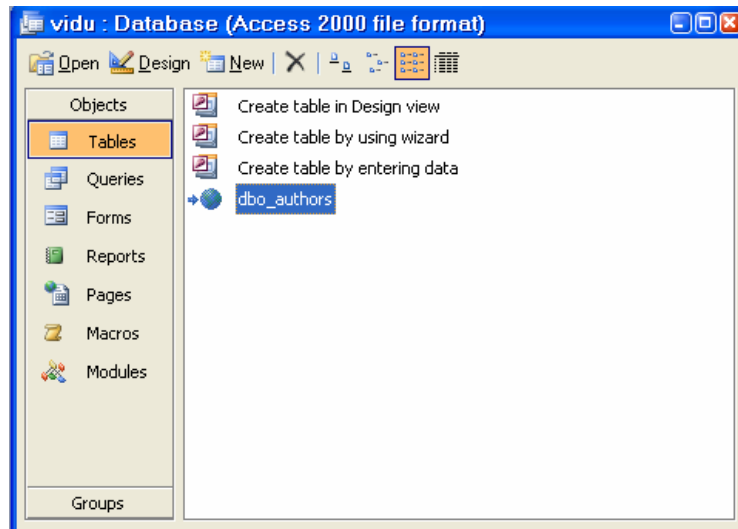 vidu : Database (Access 2000 file format)
Open Design New
Objects
Tables
Queries
Forms
Reports
Pages
Macros
Modules
Groups
Create table in Design view
Create table by using wizard
Create table by entering data
dbo_authors